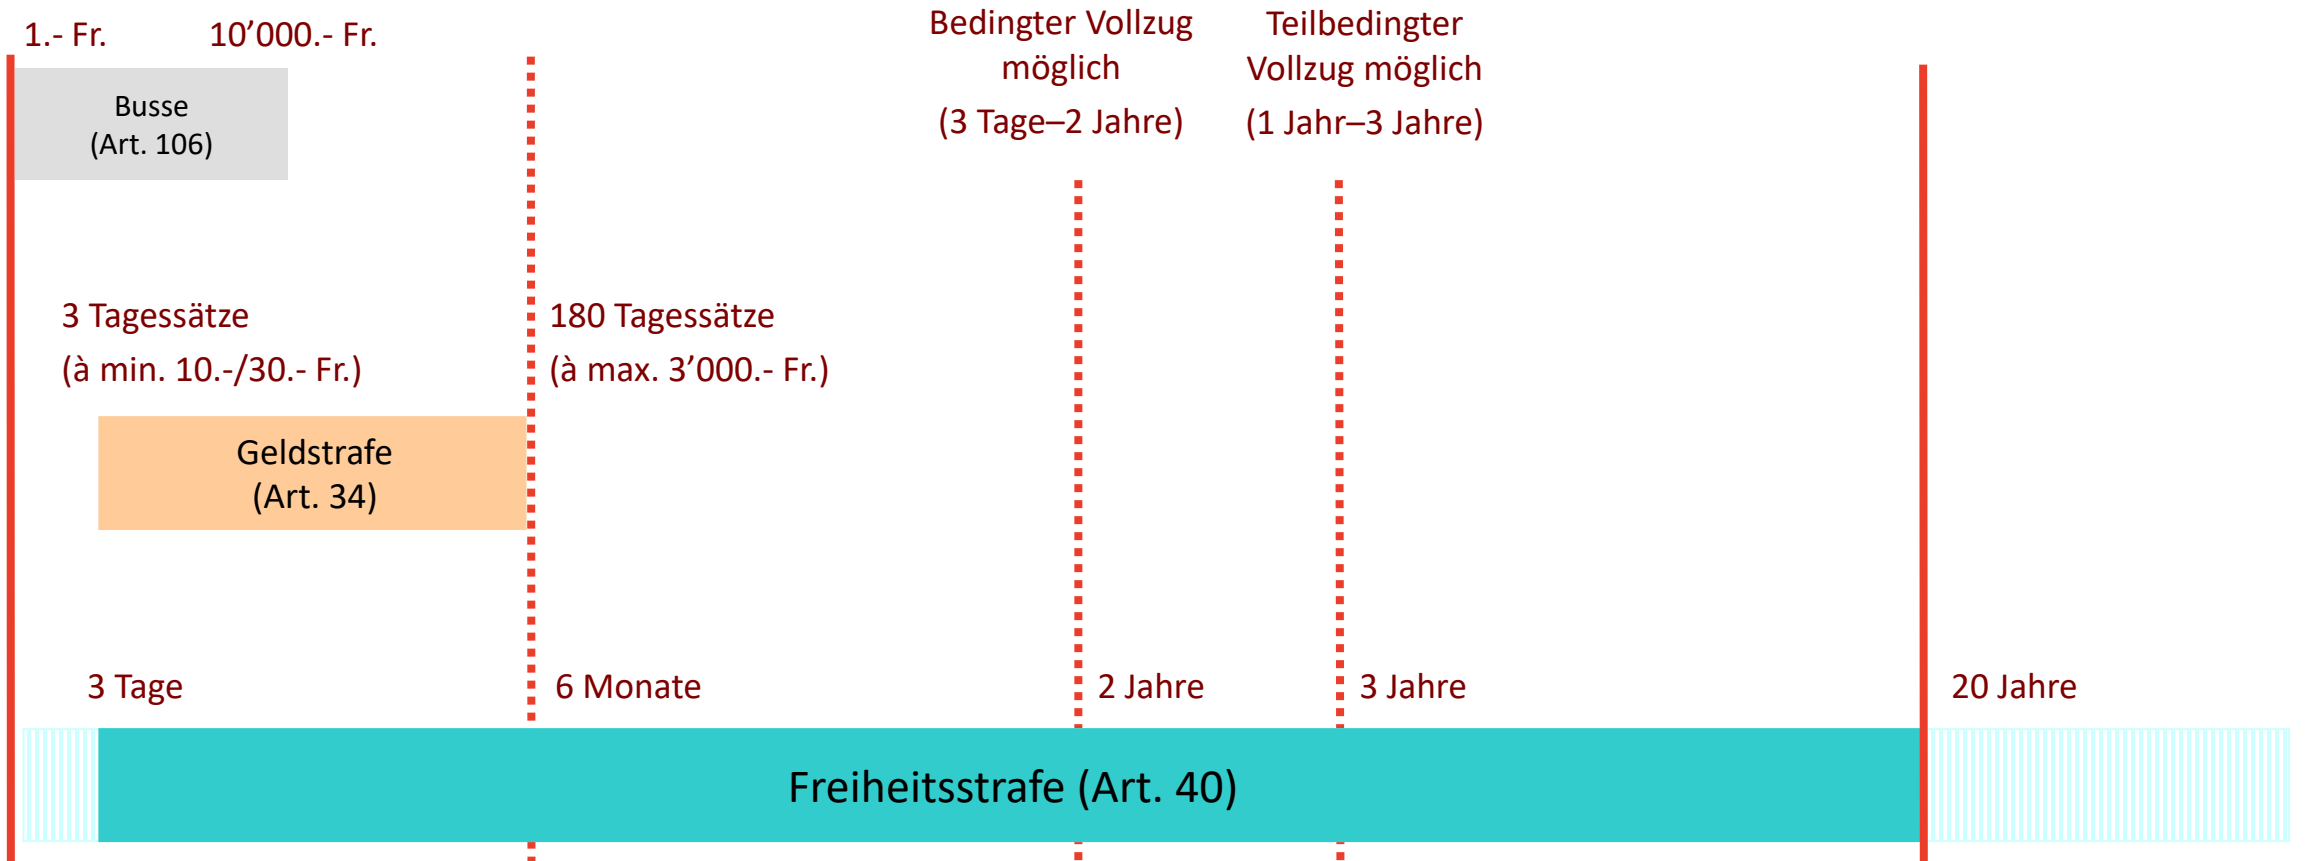 1.- Fr.
10’000.- Fr.
Busse
(Art. 106)
Bedingter Vollzug
möglich
(3 Tage–2 Jahre)
Teilbedingter
Vollzug möglich
(1 Jahr–3 Jahre)
3 Tagessätze
(à min. 10.-/30.- Fr.)
180 Tagessätze
(à max. 3’000.- Fr.)
Geldstrafe
(Art. 34)
3 Tage
6 Monate
2 Jahre
3 Jahre
20 Jahre
Freiheitsstrafe (Art. 40)